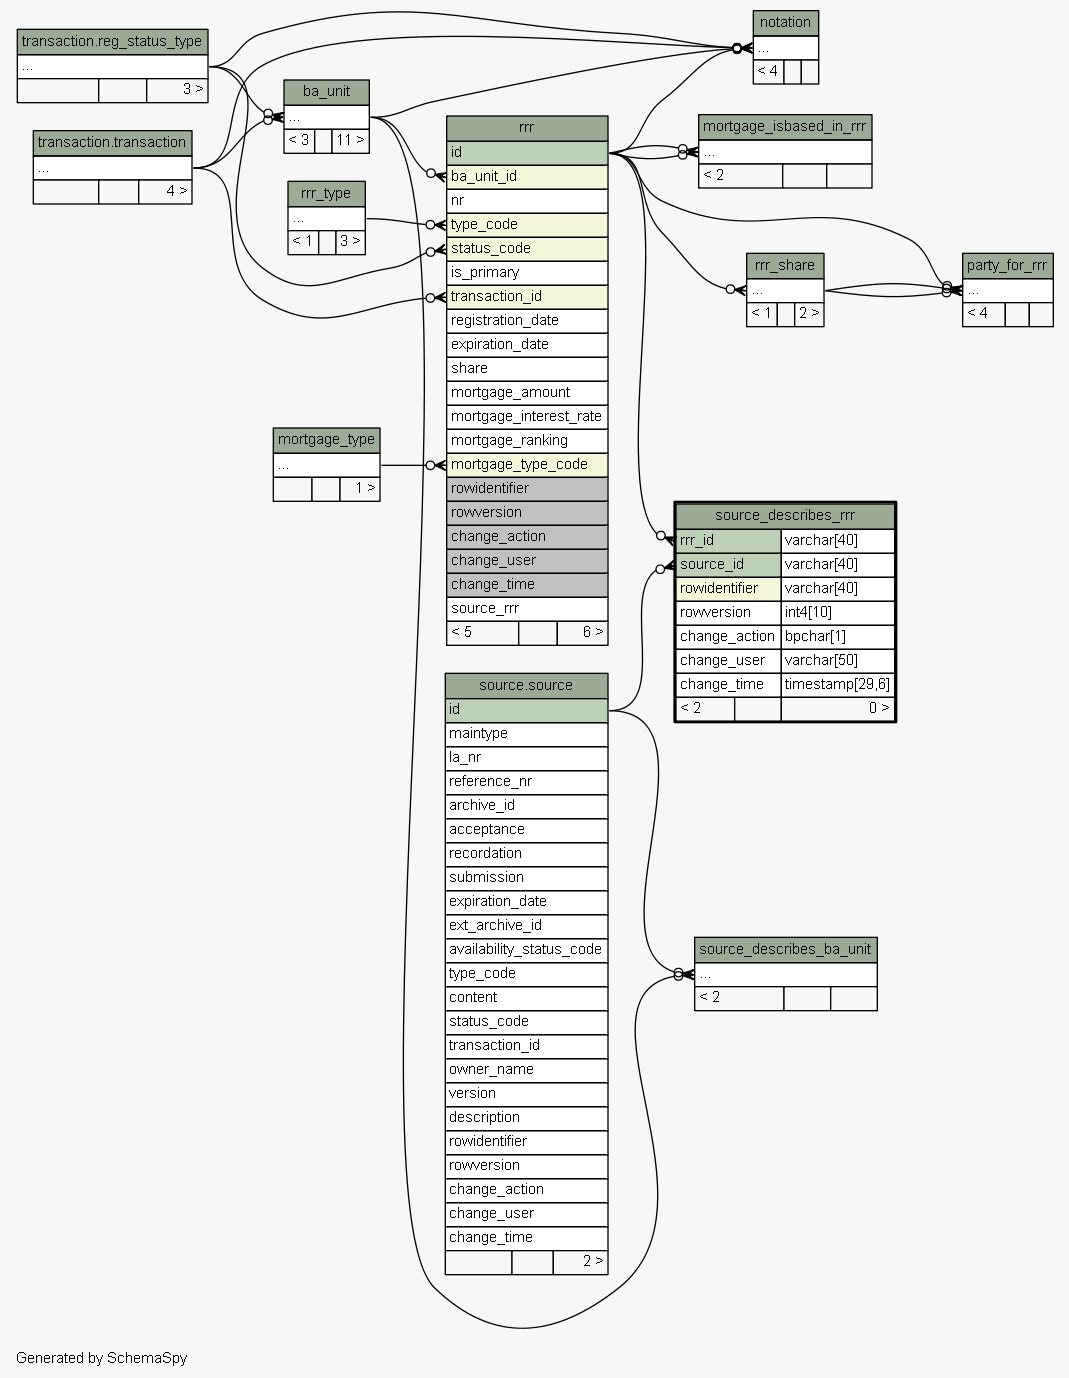 notation
...
< 4
transaction.reg_status_type
...
3 >
ba_unit
...
< 3 11 >
transaction.transaction
...
4 >
rrr_type
...
< 1 3 >
mortgage_type
...
1 >
rrr
id
ba_unit_id
nr
type_code
status_code
is_primary
transaction_id
registration_date
expiration_date
share
mortgage_amount
mortgage_interest_rate
mortgage_ranking
mortgage_type_code
rowidentifier
rowversion
change_action
change_user
change_time
source_rrr
< 5 6 >
mortgage_isbased_in_rrr
...
< 2
rrr_share
...
< 1 2 >
party_for_rrr
...
< 4
source_describes_rrr
rrr_id varchar[40]
source_id varchar[40]
rowidentifier varchar[40]
rowversion int4[10]
change_action bpchar[1]
change_user varchar[50]
change_time timestamp[29,6]
< 2 0 >
source.source
id
maintype
la_nr
reference_nr
archive_id
acceptance
recordation
submission
expiration_date
ext_archive_id
availability_status_code
type_code
content
status_code
transaction_id
owner_name
version
description
rowidentifier
rowversion
change_action
change_user
change_time
2 >
source_describes_ba_unit
...
< 2
Generated by SchemaSpy